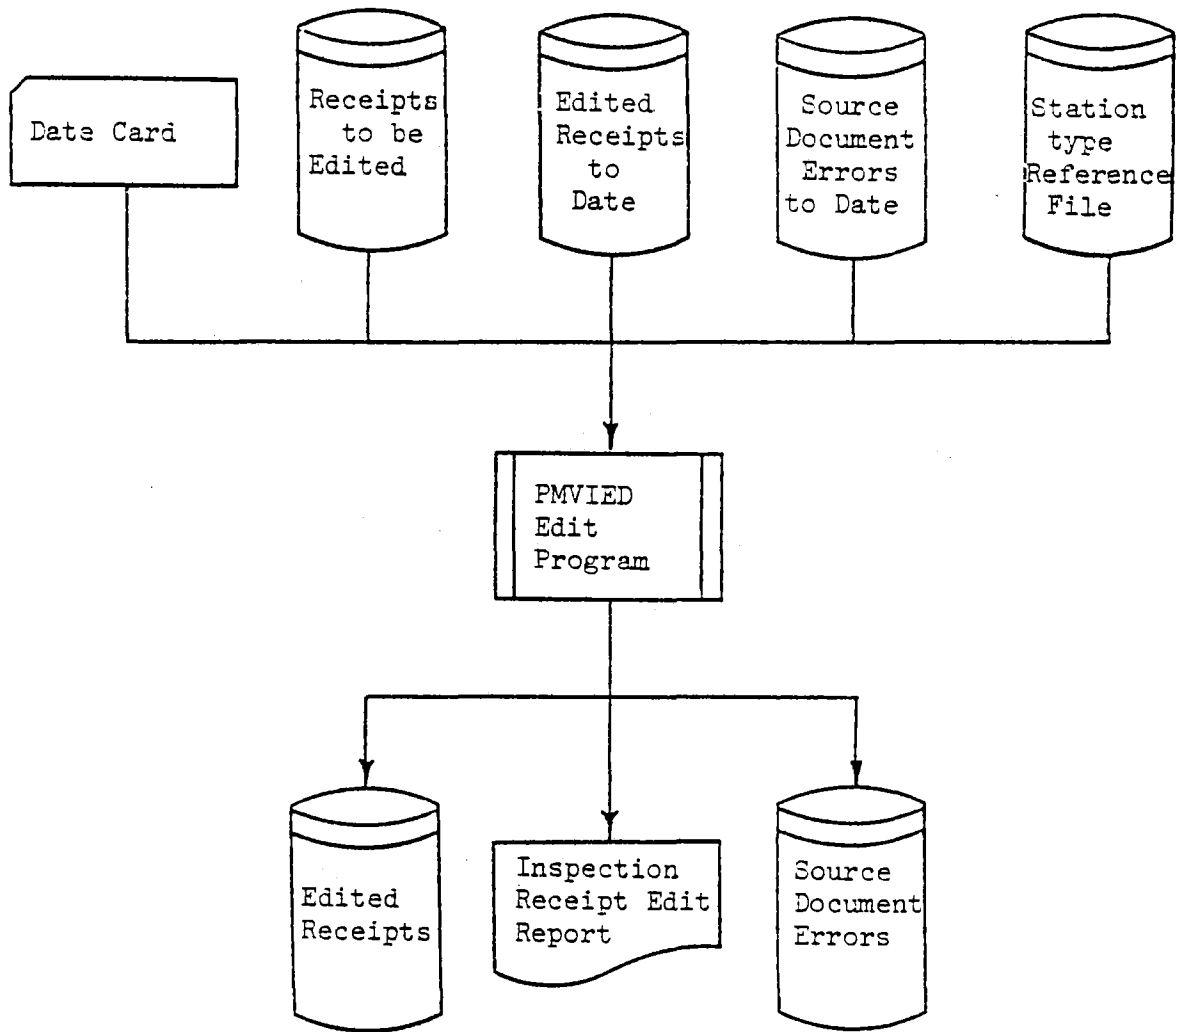 Date Card
Receipts
to be
Edited
Edited
Receipts
to
Date
Source
Document
Errors
to Date
Station
type
Reference
File
PMVIED
Edit
Program
Edited
Receipts
Inspection
Receipt Edit
Report
Source
Document
Errors